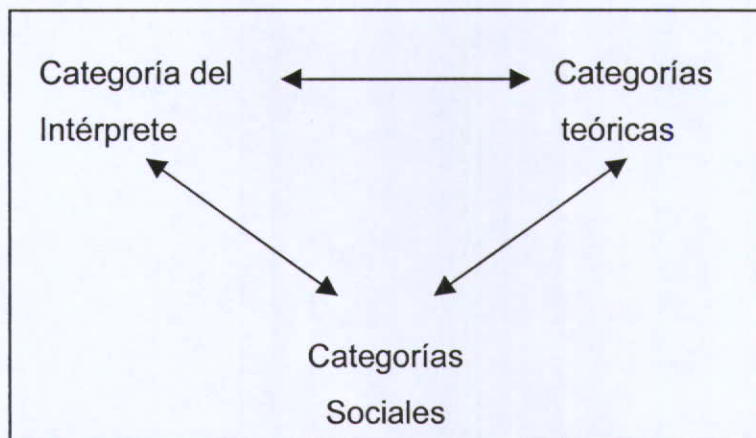 Categoría del
Intérprete
Categorías
teóricas
Categorías
Sociales